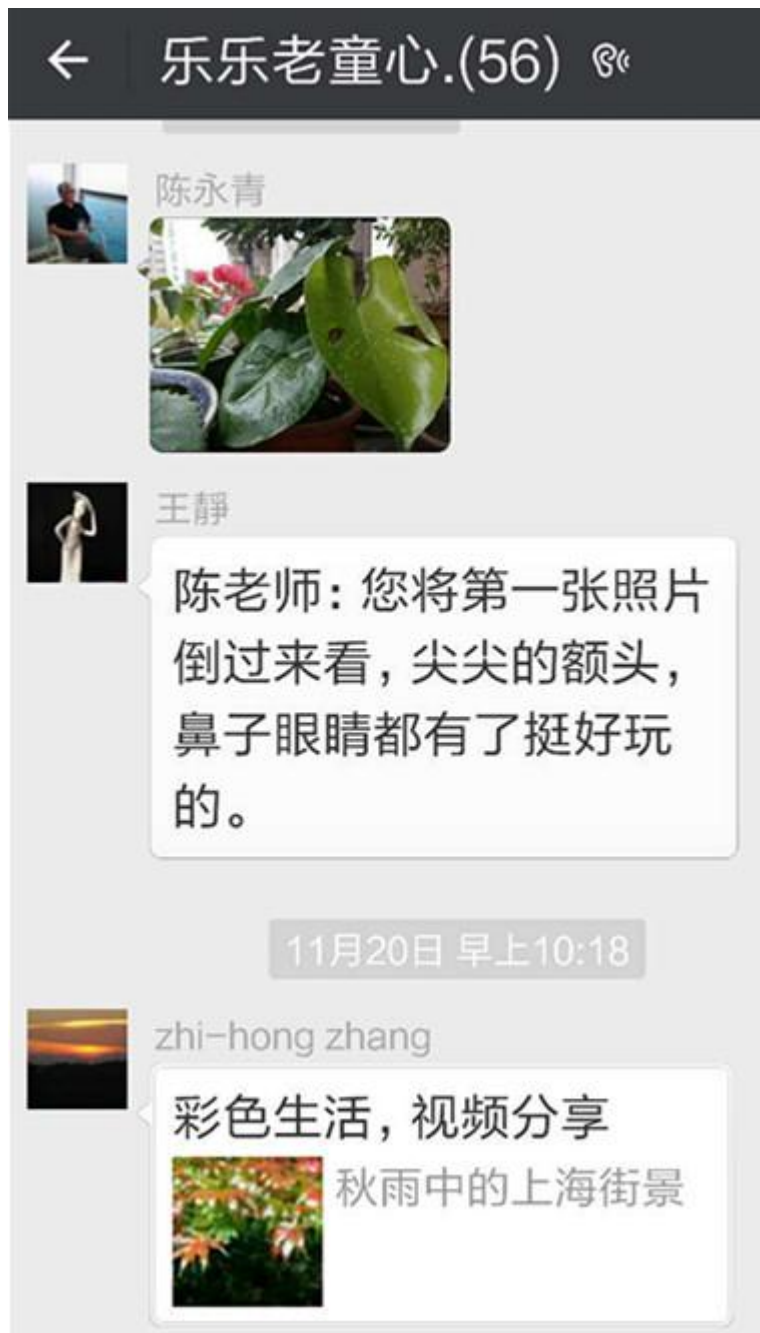 乐乐老童心.(56)
陈永青
王靜
陈老师:您将第一张照片
倒过来看,尖尖的额头,
鼻子眼睛都有了挺好玩
的。
11月20日 早上10:18
zhi-hong zhang
彩色生活,视频分享
秋雨中的上海街景